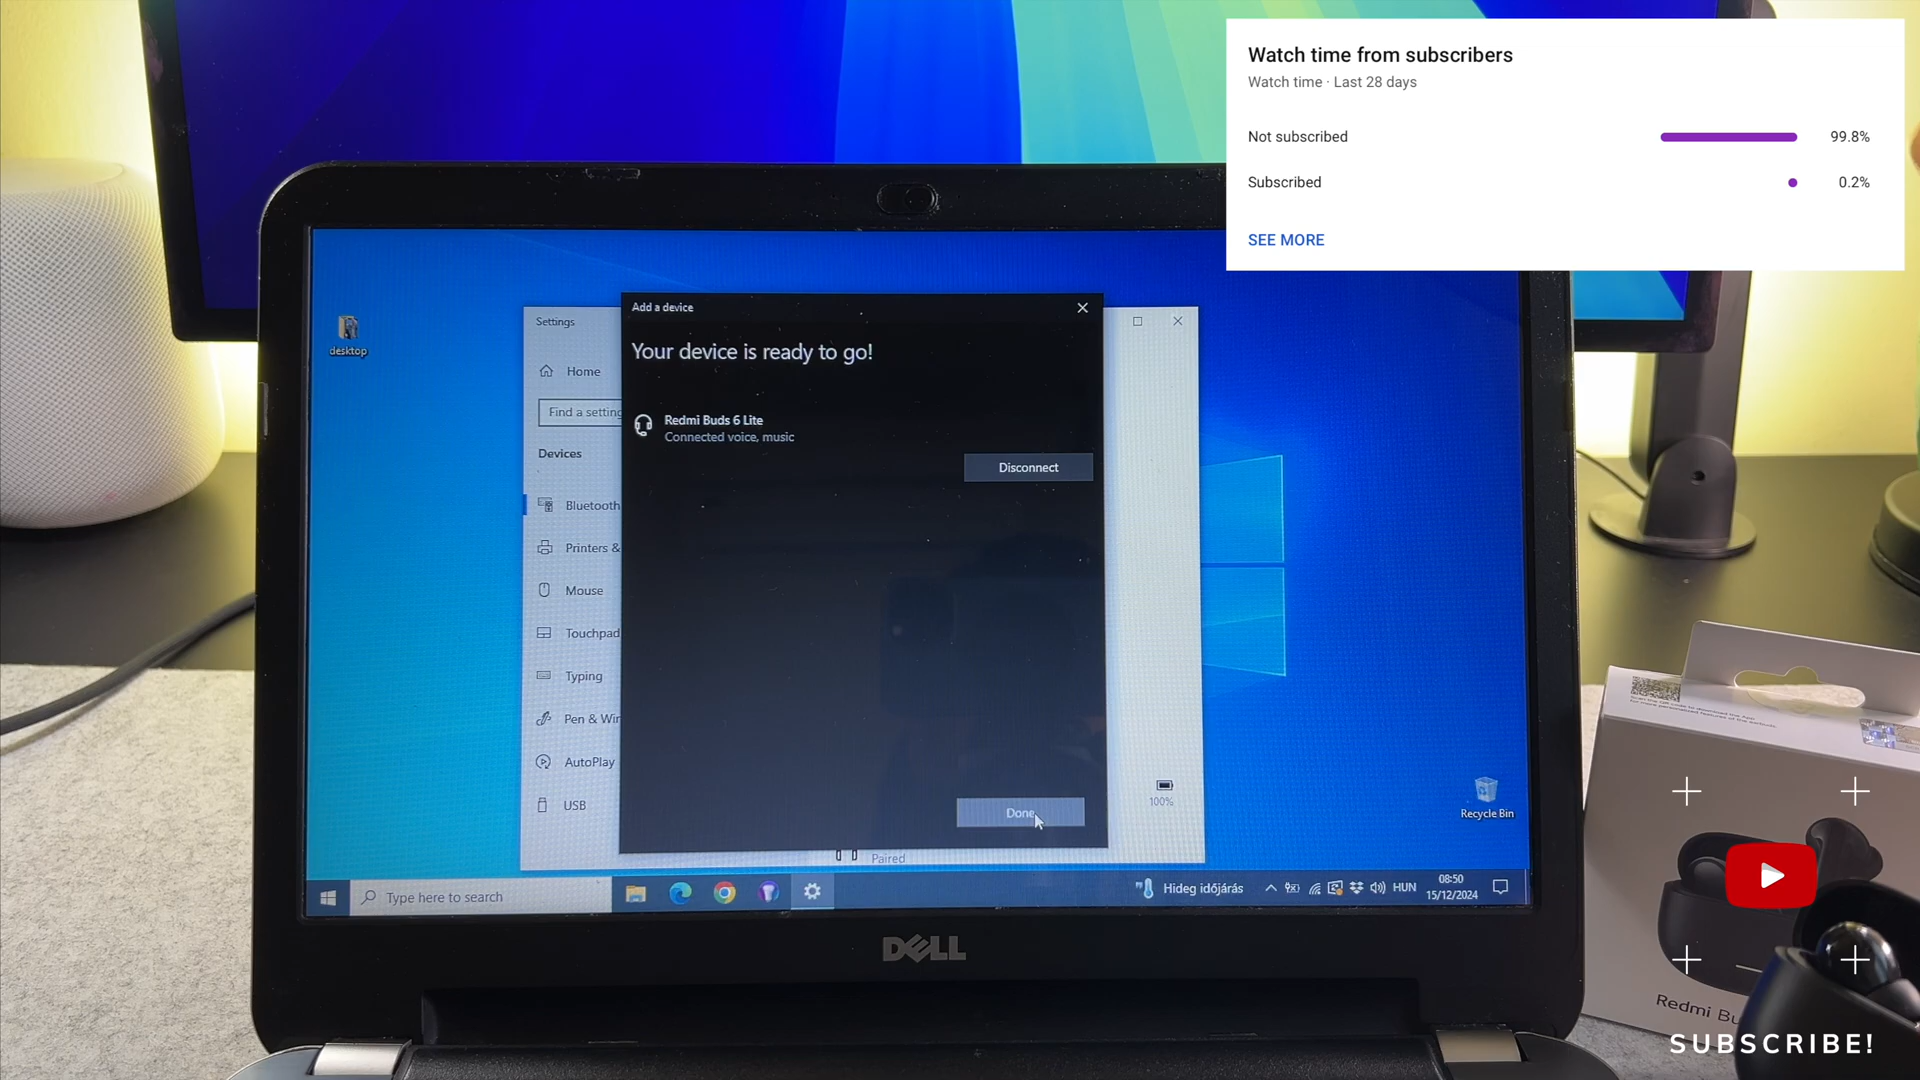 Watch time from subscribers
Watch time · Last 28 days
Not subscribed 99.8%
Subscribed 0.2%
SEE MORE
desktop
Settings
Home
Find a setting
Devices
Bluetooth
Printers &
Mouse
Touchpad
Typing
Pen & Win
AutoPlay
USB
Add a device
Your device is ready to go!
Redmi Buds 6 Lite
Connected voice, music
Disconnect
Done
100%
Paired
Recycle Bin
Type here to search
Hideg időjárás
HUN
08:50
15/12/2024
DELL
Redmi Bu
SUBSCRIBE!